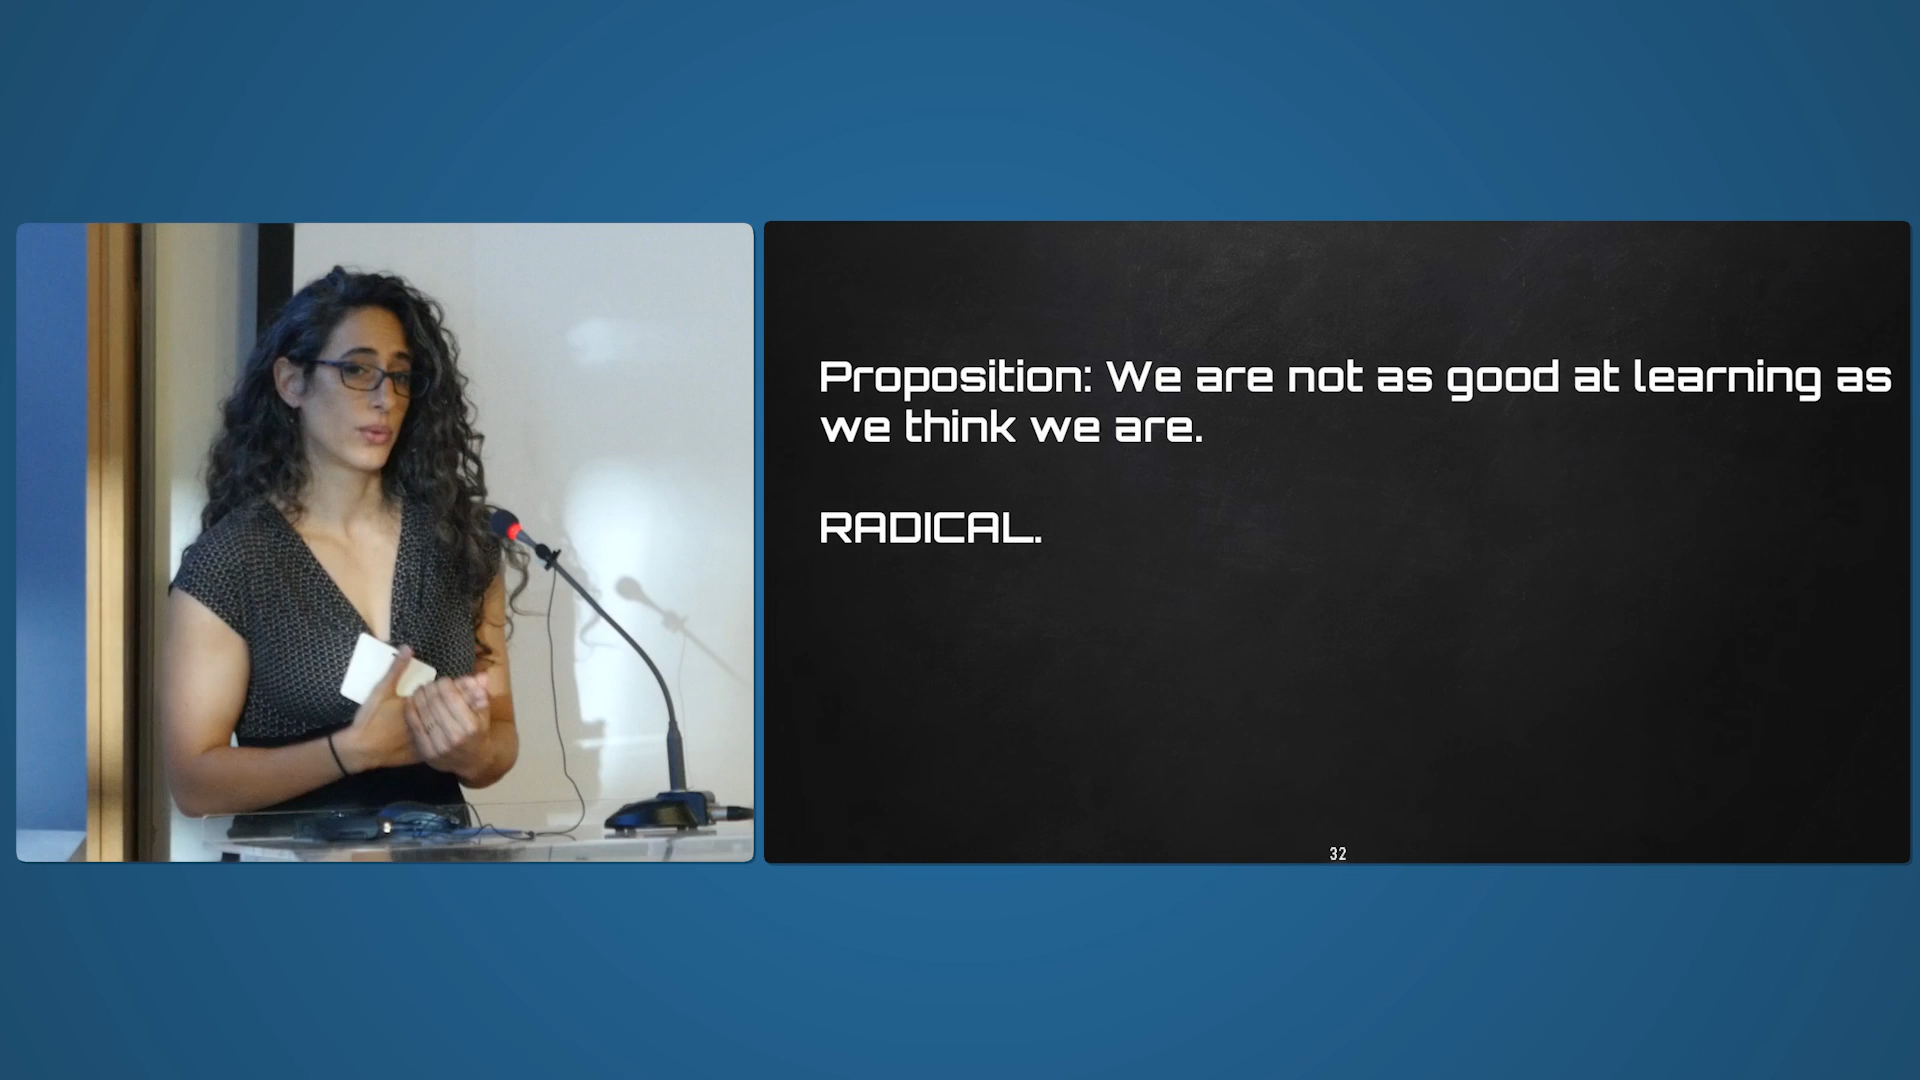 Proposition: We are not as good at learning as
we think we are.
RADICAL.
32